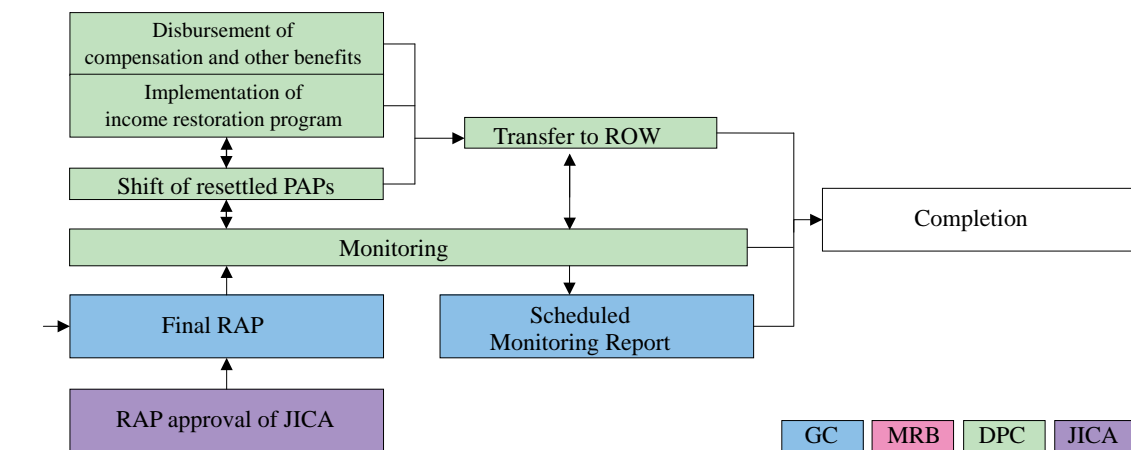 Disbursement of
compensation and other benefits
Implementation of
income restoration program
Transfer to ROW
Shift of resettled PAPs
Completion
Monitoring
Final RAP
Scheduled
Monitoring Report
RAP approval of JICA
GC
MRB
DPC
JICA